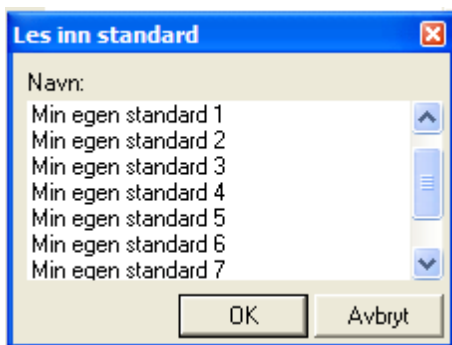 Les inn standard
Navn:
Min egen standard 1
Min egen standard 2
Min egen standard 3
Min egen standard 4
Min egen standard 5
Min egen standard 6
Min egen standard 7
OK
Avbryt